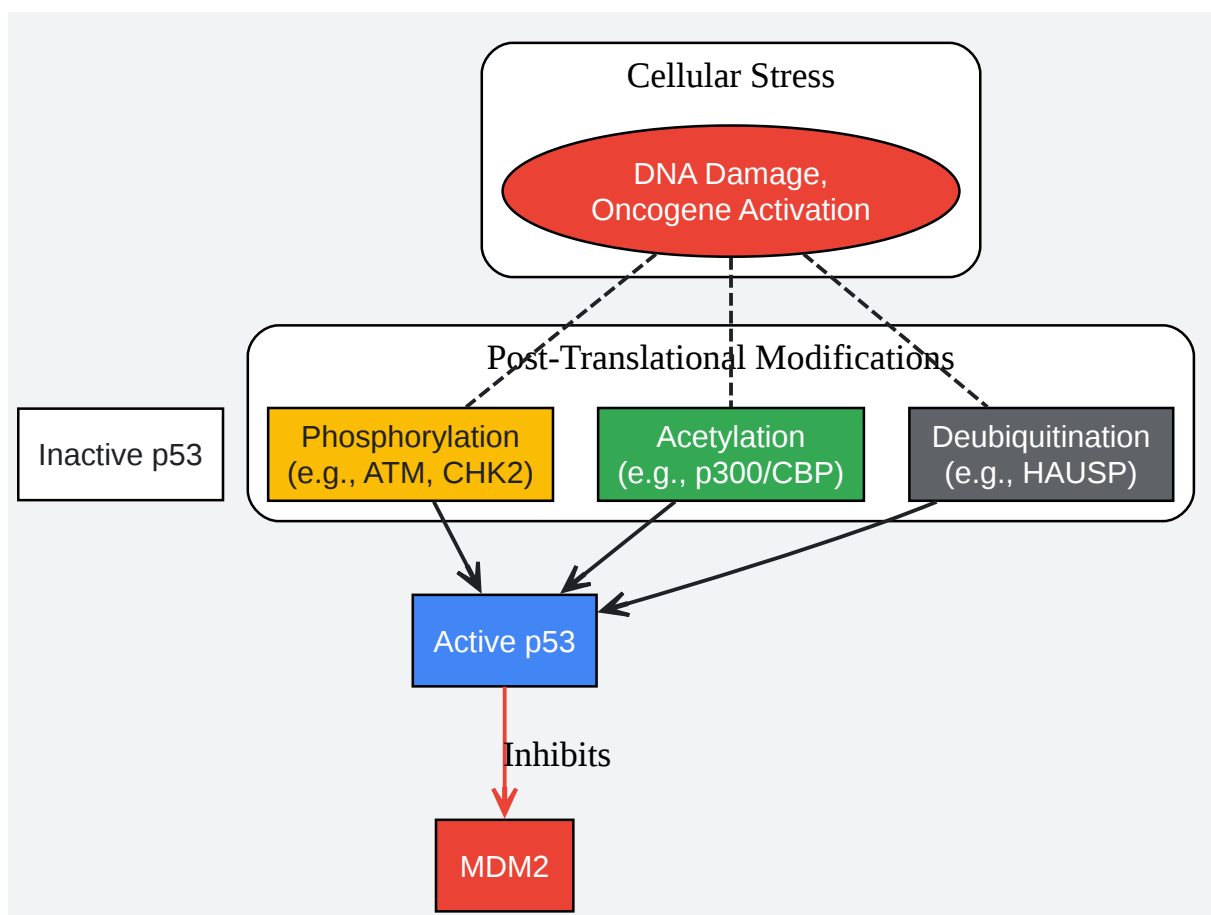 Cellular Stress
DNA Damage,
Oncogene Activation
Post-Translational Modifications
Inactive p53
Phosphorylation
(e.g., ATM, CHK2)
Acetylation
(e.g., p300/CBP)
Deubiquitination
(e.g., HAUSP)
Active p53
Inhibits
MDM2